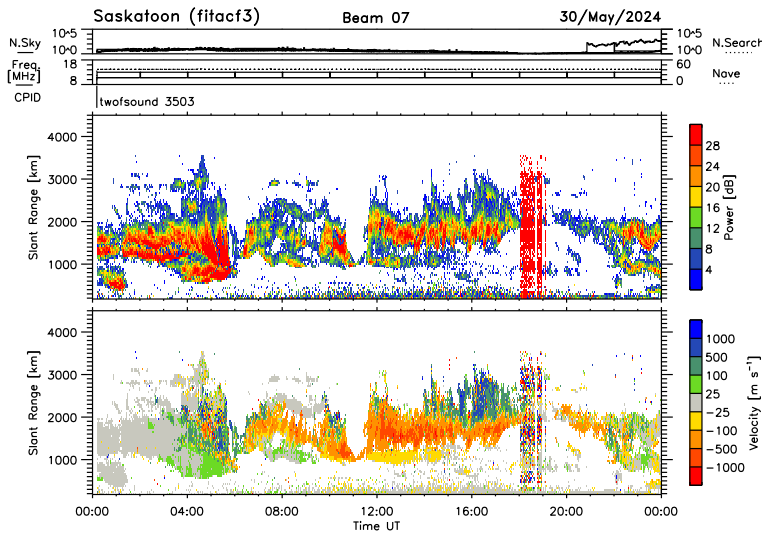 Saskatoon (fitacf3) Beam 07 30/May/2024
N.Sky 10^5 10^5 N.Search
10^0 10^0
Freq. 18 60
[MHz] 8 0 Nave
CPID twofsound 3503
Slant Range [km] 4000 3000 2000 1000
28 24 20 16 12 8 4 Power [dB]
Slant Range [km] 4000 3000 2000 1000
1000 500 100 25 −25 −100 −500 −1000 Velocity [m s⁻¹]
00:00 04:00 08:00 12:00 16:00 20:00 00:00
Time UT